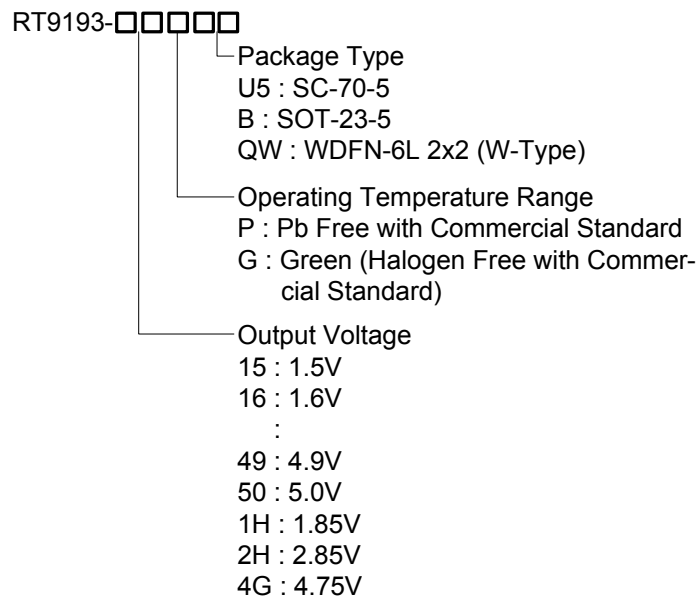 RT9193-□□□□□
Package Type
U5 : SC-70-5
B : SOT-23-5
QW : WDFN-6L 2x2 (W-Type)
Operating Temperature Range
P : Pb Free with Commercial Standard
G : Green (Halogen Free with Commer-
cial Standard)
Output Voltage
15 : 1.5V
16 : 1.6V
:
49 : 4.9V
50 : 5.0V
1H : 1.85V
2H : 2.85V
4G : 4.75V